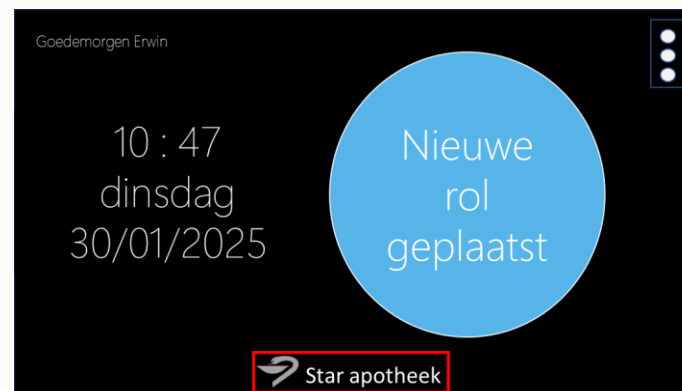 Goedemorgen Erwin
10 : 47
dinsdag
30/01/2025
Nieuwe
rol
geplaatst
Star apotheek